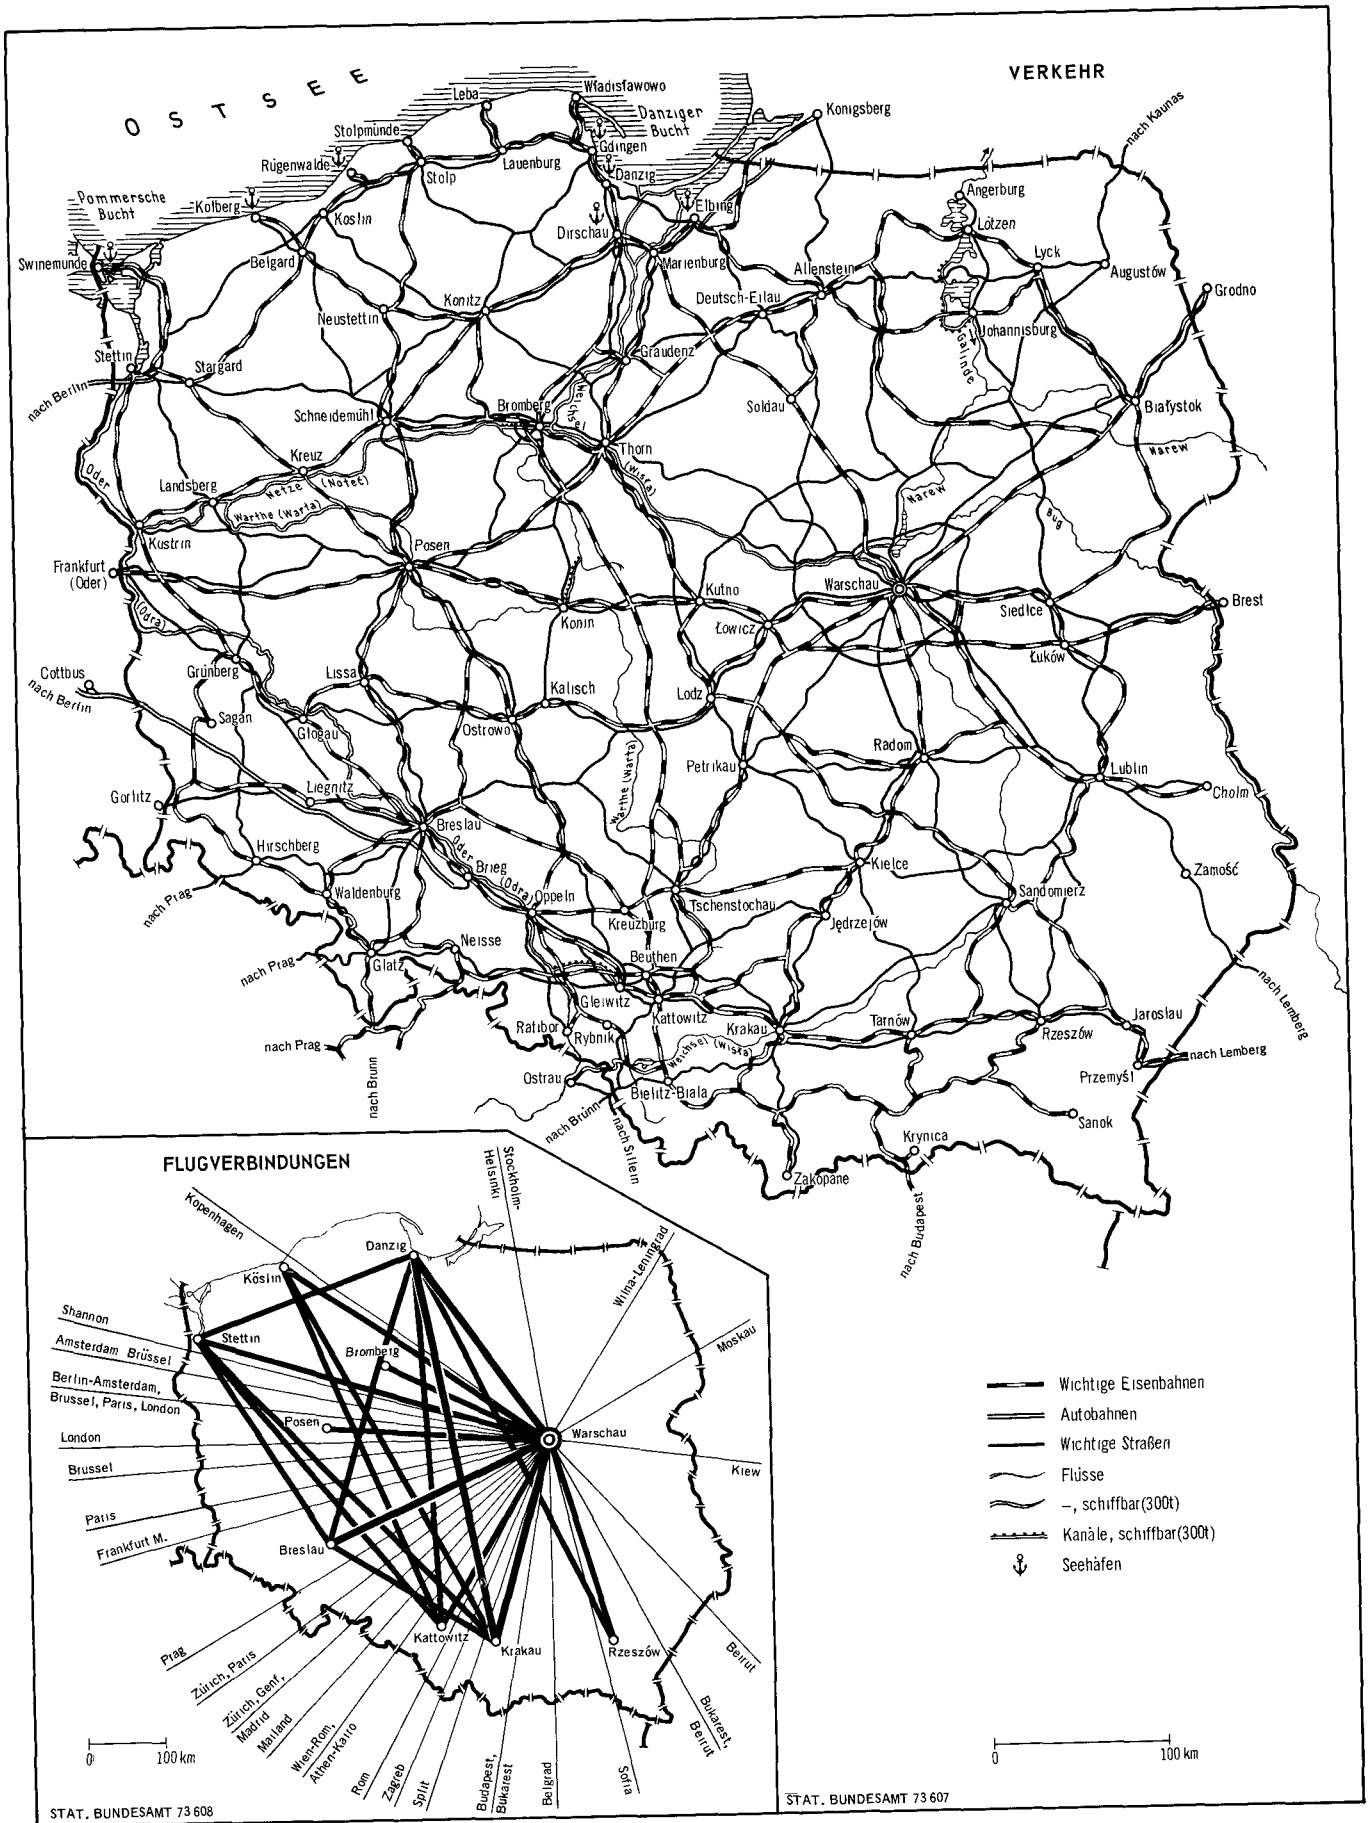 VERKEHR
OSTSEE
Leba
Władisławowo
Danziger
Bucht
Konigsberg
nach Kaunas
Stolpmünde
Gdingen
Rügenwalde
Lauenburg
Stolp
Danzig
Angerburg
Pommersche
Bucht
Kolberg
Köslin
Elbing
Lötzen
Dirschau
Swinemünde
Belgard
Marienburg
Lyck
Augustów
Allenstein
Grodno
Konitz
Deutsch-Eilau
Neustettin
Johannisburg
Galinde
Stettin
Stargard
Graudenz
nach Berlin
Schneidemühl
Bromberg
Weichsel
Soldau
Białystok
Thorn
(Wisła)
Narew
Kreuz
Oder
Landsberg
Netze (Noteć)
Warthe (Warta)
Narew
Bug
Küstrin
Posen
Frankfurt
(Oder)
Warschau
Kutno
Siedlce
Brest
(Odra)
Konin
Łowicz
Łuków
Grünberg
Cottbus
nach Berlin
Lissa
Kalisch
Lodz
Sagan
Glogau
Ostrowo
Radom
Petrikau
Warthe (Warta)
Lublin
Cholm
Görlitz
Liegnitz
Breslau
Hirschberg
Oder
(Odra)
Brieg
Kielce
Zamość
nach Prag
Waldenburg
Oppeln
Sandomierz
Tschenstochau
Kreuzburg
Jędrzejów
Neisse
Beuthen
nach Prag
Glatz
Gleiwitz
Kattowitz
nach Lemberg
Ratibor
Rybnik
Krakau
Tarnów
Rzeszów
Jarosłau
nach Prag
Weichsel (Wisła)
nach Lemberg
Przemyśl
Ostrau
Bielitz-Biala
nach Brünn
nach Brünn
nach Sillein
Sanok
Krynica
Zakopane
nach Budapest
FLUGVERBINDUNGEN
Kopenhagen
Stockholm-
Helsinki
Wilna-Leningrad
Danzig
Köslin
Shannon
Stettin
Moskau
Amsterdam Brüssel
Bromberg
Berlin-Amsterdam,
Brüssel, Paris, London
Posen
Warschau
London
Brüssel
Kiew
Paris
Frankfurt M.
Breslau
Kattowitz
Krakau
Rzeszów
Prag
Zürich, Paris
Zürich, Genf,
Madrid
Mailand
Wien-Rom,
Athen-Kairo
Rom
Zagreb
Split
Budapest,
Bukarest
Belgrad
Sofia
Bukarest,
Beirut
Beirut
0 100 km
STAT. BUNDESAMT 73 608
Wichtige Eisenbahnen
Autobahnen
Wichtige Straßen
Flüsse
–, schiffbar(300t)
Kanäle, schiffbar(300t)
Seehäfen
0 100 km
STAT. BUNDESAMT 73 607